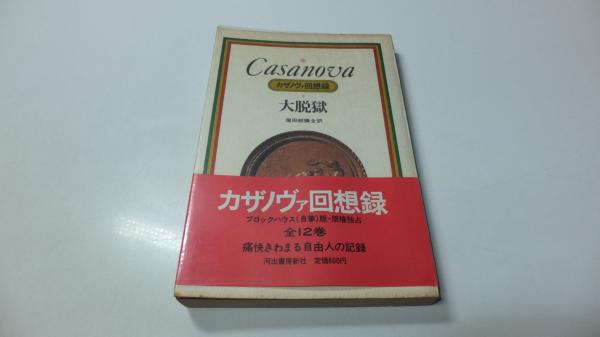 Casanova
カザノヴァ回想録
大脱獄
窪田般彌全訳
カザノヴァ回想録
ブロックハウス(自筆)版・版権独占
全12巻
痛快きわまる自由人の記録
河出書房新社 定価600円